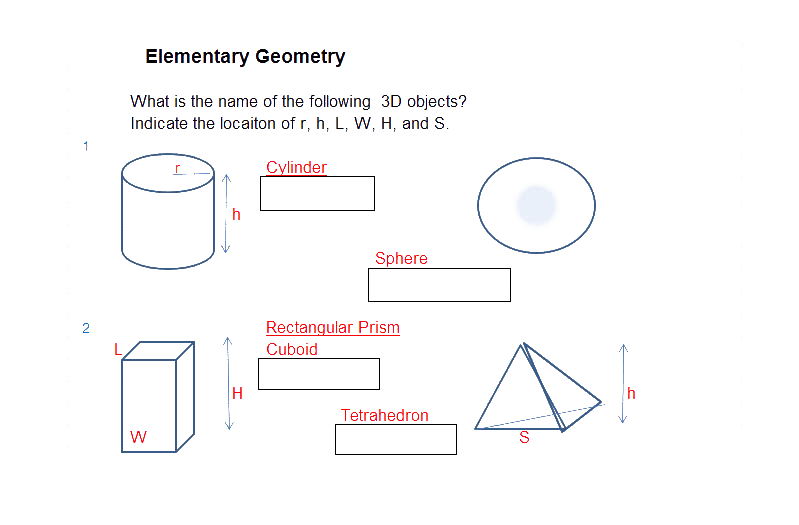 Elementary Geometry
What is the name of the following  3D objects?
Indicate the locaiton of r, h, L, W, H, and S.
1
r
Cylinder
h
Sphere
2
Rectangular Prism
L
Cuboid
H
h
Tetrahedron
W
S